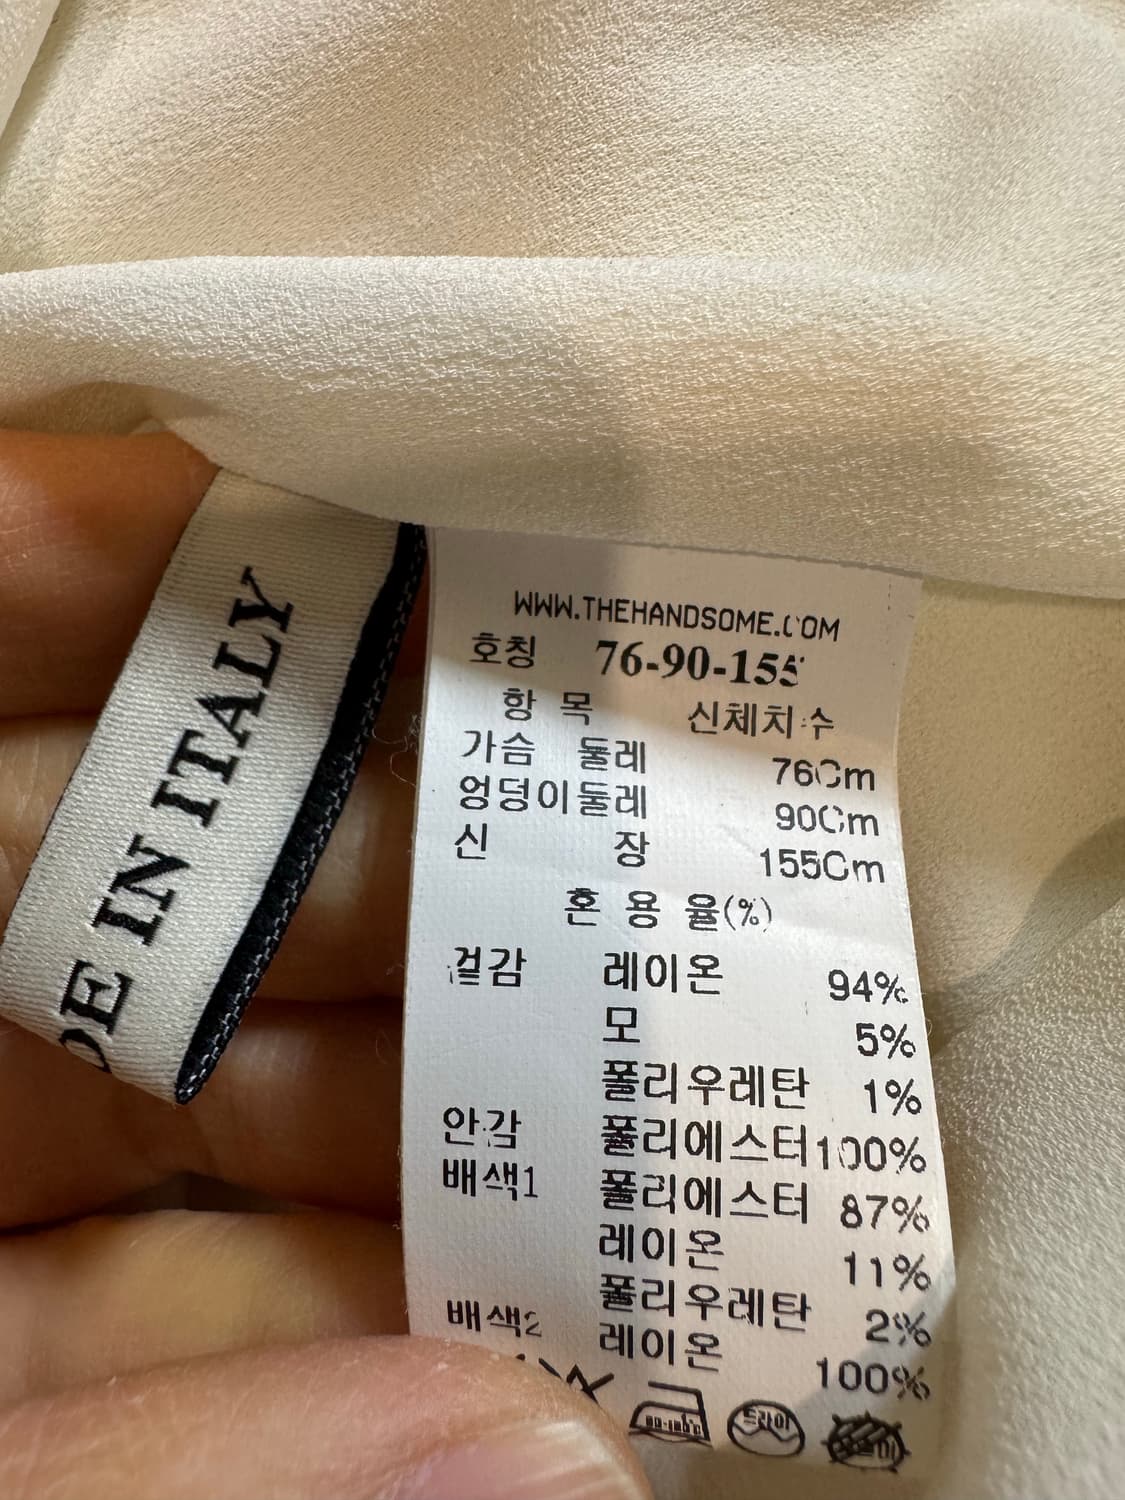 DE IN ITALY
WWW.THEHANDSOME.COM
호칭 76-90-155
항 목 신체치수
가슴 둘레 76Cm
엉덩이둘레 90Cm
신 장 155Cm
혼 용 율(%)
겉감 레이온 94%
모 5%
폴리우레탄 1%
안감 폴리에스터 100%
배색1 폴리에스터 87%
레이온 11%
폴리우레탄 2%
배색2 레이온 100%
드라이